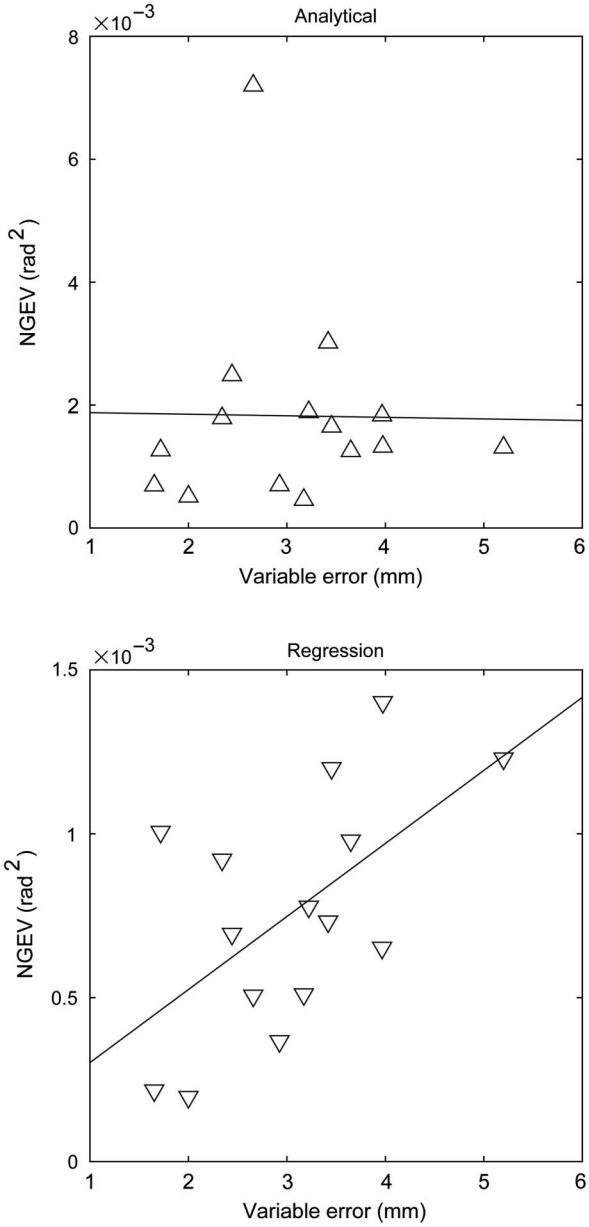 Analytical
×10⁻³
8
6
4
2
0
NGEV (rad²)
1 2 3 4 5 6
Variable error (mm)
Regression
×10⁻³
1.5
1
0.5
0
NGEV (rad²)
1 2 3 4 5 6
Variable error (mm)